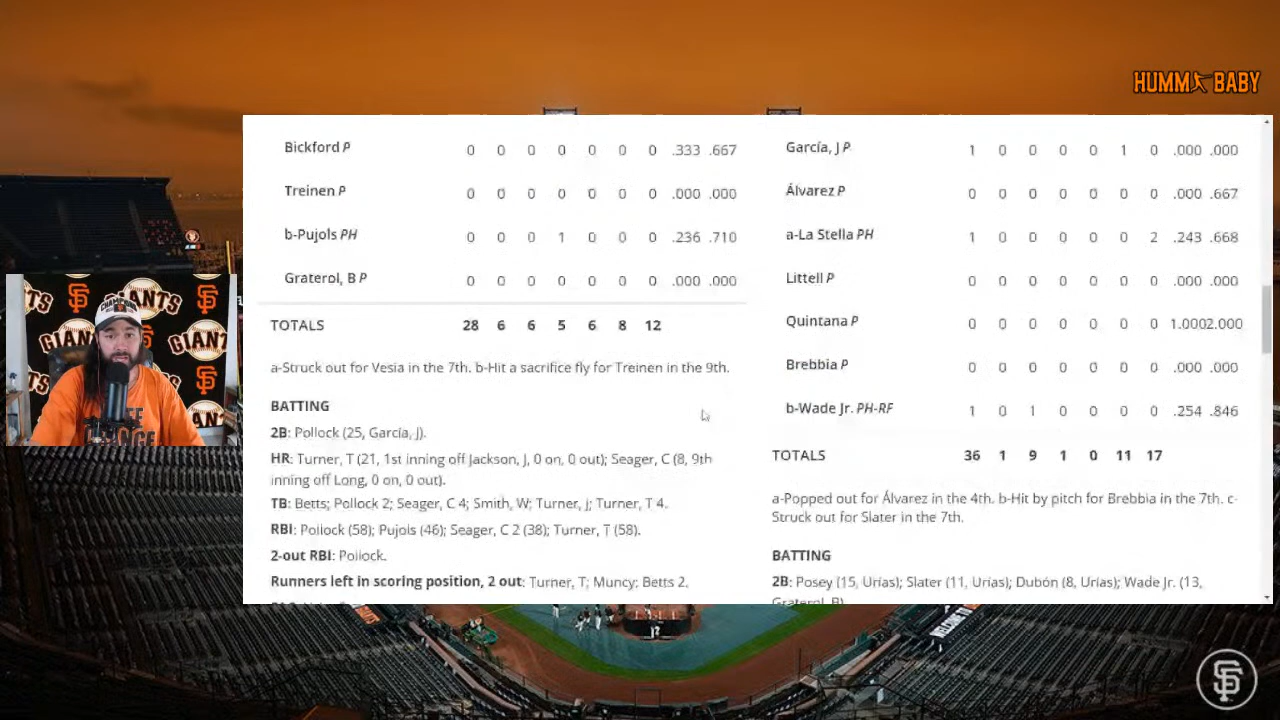 HUMM BABY
Bickford P 0 0 0 0 0 0 0 .333 .667
Treinen P 0 0 0 0 0 0 0 .000 .000
b-Pujols PH 0 0 0 1 0 0 0 .236 .710
Graterol, B P 0 0 0 0 0 0 0 .000 .000
TOTALS 28 6 6 5 6 8 12
a-Struck out for Vesia in the 7th. b-Hit a sacrifice fly for Treinen in the 9th.
BATTING
2B: Pollock (25, García, J).
HR: Turner, T (21, 1st inning off Jackson, J, 0 on, 0 out); Seager, C (8, 9th
inning off Long, 0 on, 0 out).
TB: Betts; Pollock 2; Seager, C 4; Smith, W; Turner, J; Turner, T 4.
RBI: Pollock (58); Pujols (46); Seager, C 2 (38); Turner, T (58).
2-out RBI: Pollock.
Runners left in scoring position, 2 out: Turner, T; Muncy; Betts 2.
García, J P 1 0 0 0 0 1 0 .000 .000
Álvarez P 0 0 0 0 0 0 0 .000 .667
a-La Stella PH 1 0 0 0 0 0 2 .243 .668
Littell P 0 0 0 0 0 0 0 .000 .000
Quintana P 0 0 0 0 0 0 0 1.000 2.000
Brebbia P 0 0 0 0 0 0 0 .000 .000
b-Wade Jr. PH-RF 1 0 1 0 0 0 0 .254 .846
TOTALS 36 1 9 1 0 11 17
a-Popped out for Álvarez in the 4th. b-Hit by pitch for Brebbia in the 7th. c-
Struck out for Slater in the 7th.
BATTING
2B: Posey (15, Urías); Slater (11, Urías); Dubón (8, Urías); Wade Jr. (13,
Graterol, B)
GIANTS
SF
GIANTS
GIANTS
SF
SF